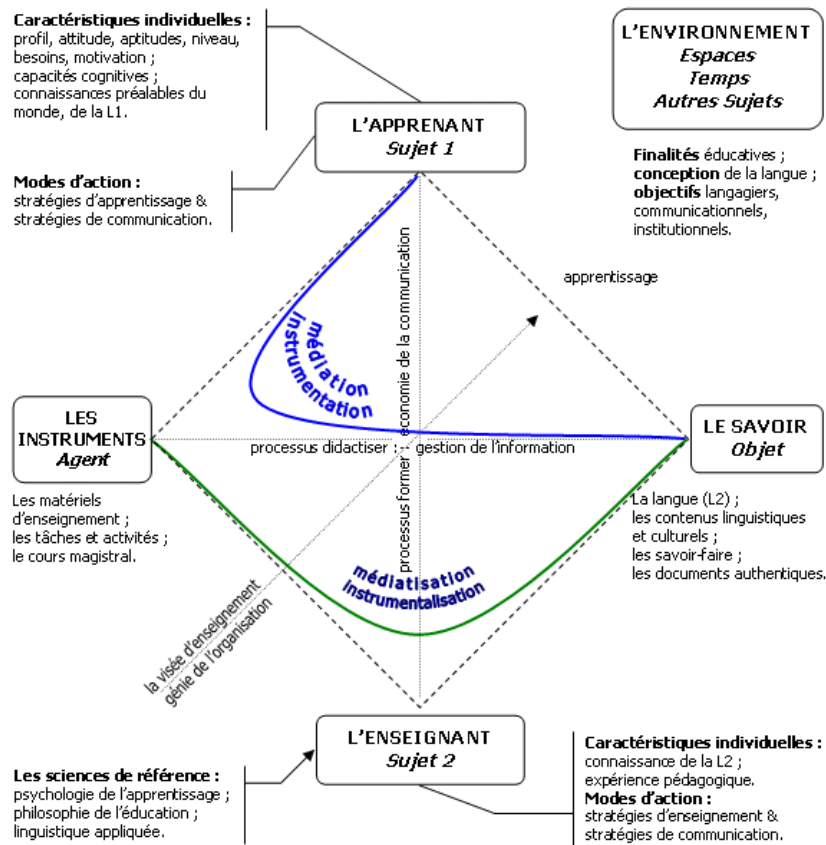 Caractéristiques individuelles :
profil, attitude, aptitudes, niveau,
besoins, motivation ;
capacités cognitives ;
connaissances préalables du
monde, de la L1.
L'ENVIRONNEMENT
Espaces
Temps
Autres Sujets
L'APPRENANT
Sujet 1
Finalités éducatives ;
conception de la langue ;
objectifs langagiers,
communicationnels,
institutionnels.
Modes d'action :
stratégies d'apprentissage &
stratégies de communication.
apprentissage
économie de la communication
médiation
instrumentation
LES
INSTRUMENTS
Agent
processus didactiser : -- gestion de l'information
LE SAVOIR
Objet
Les matériels
d'enseignement ;
les tâches et activités ;
le cours magistral.
La langue (L2) ;
les contenus linguistiques
et culturels ;
les savoir-faire ;
les documents authentiques.
processus former
médiatisation
instrumentalisation
la visée d'enseignement
génie de l'organisation
L'ENSEIGNANT
Sujet 2
Les sciences de référence :
psychologie de l'apprentissage ;
philosophie de l'éducation ;
linguistique appliquée.
Caractéristiques individuelles :
connaissance de la L2 ;
expérience pédagogique.
Modes d'action :
stratégies d'enseignement &
stratégies de communication.